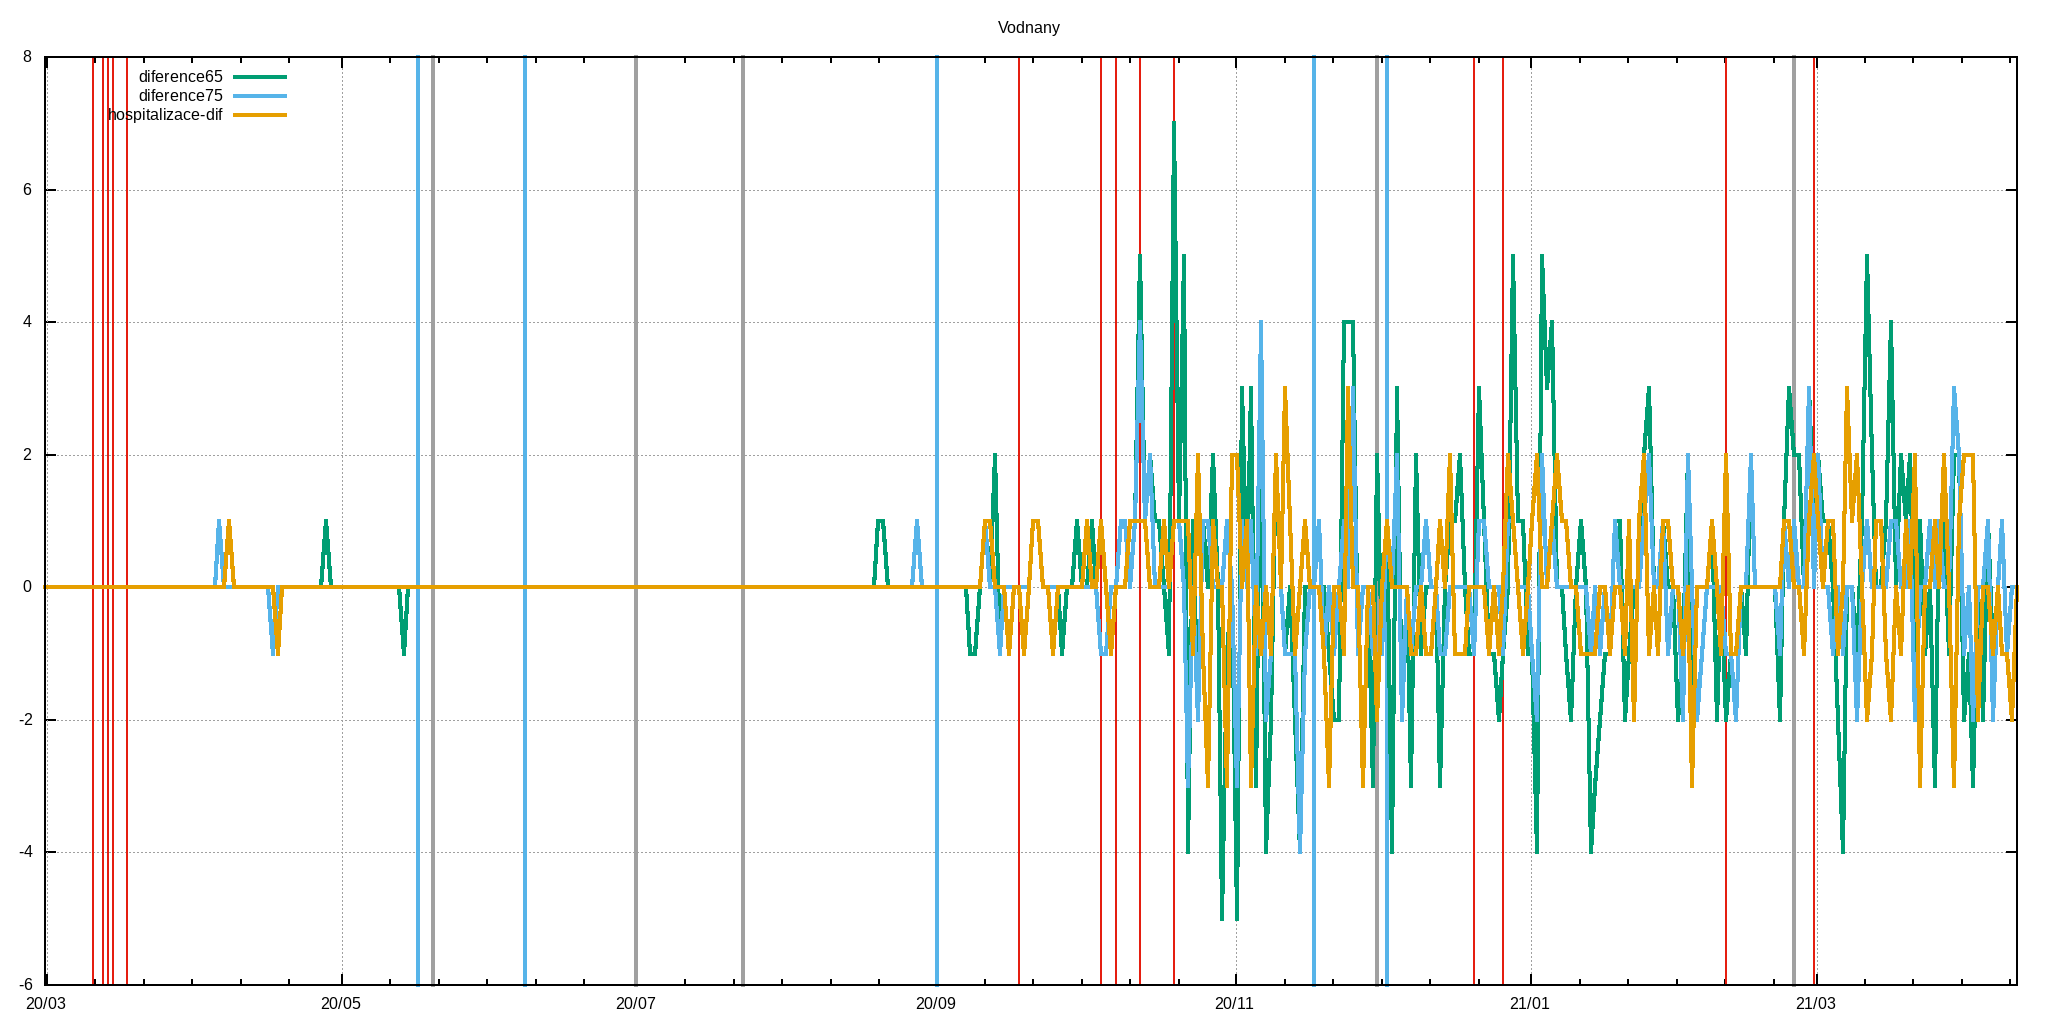 Vodnany
8
diference65
diference75
hospitalizace-dif
6
4
2
0
-2
-4
-6
20/03 20/05 20/07 20/09 20/11 21/01 21/03